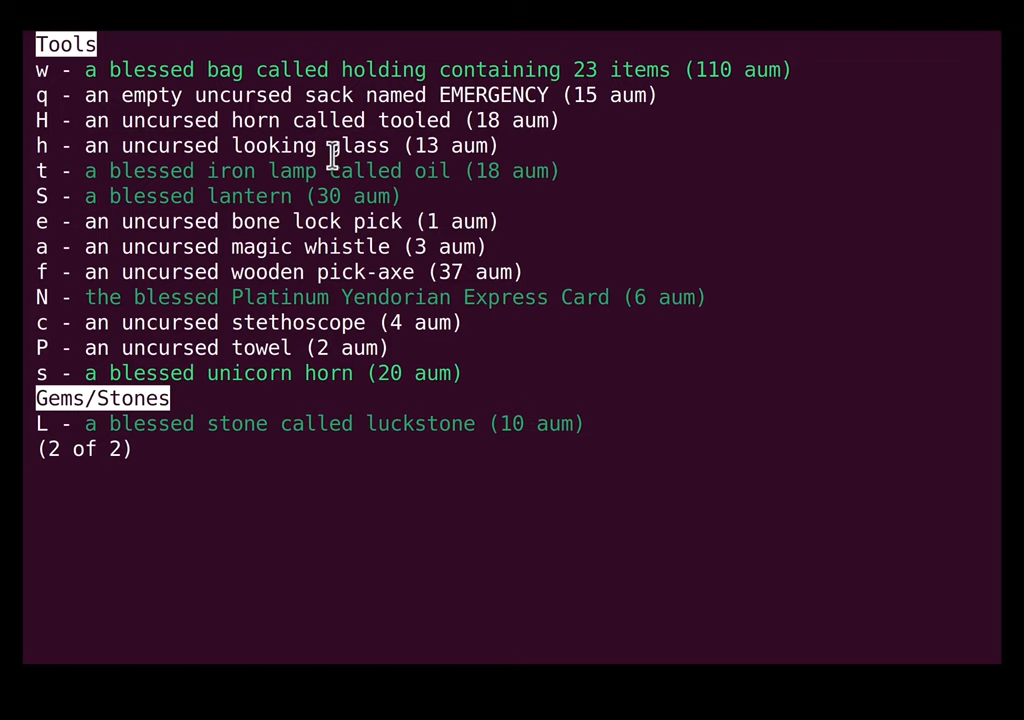 Tools
w - a blessed bag called holding containing 23 items (110 aum)
q - an empty uncursed sack named EMERGENCY (15 aum)
H - an uncursed horn called tooled (18 aum)
h - an uncursed looking glass (13 aum)
t - a blessed iron lamp called oil (18 aum)
S - a blessed lantern (30 aum)
e - an uncursed bone lock pick (1 aum)
a - an uncursed magic whistle (3 aum)
f - an uncursed wooden pick-axe (37 aum)
N - the blessed Platinum Yendorian Express Card (6 aum)
c - an uncursed stethoscope (4 aum)
P - an uncursed towel (2 aum)
s - a blessed unicorn horn (20 aum)
Gems/Stones
L - a blessed stone called luckstone (10 aum)
(2 of 2)